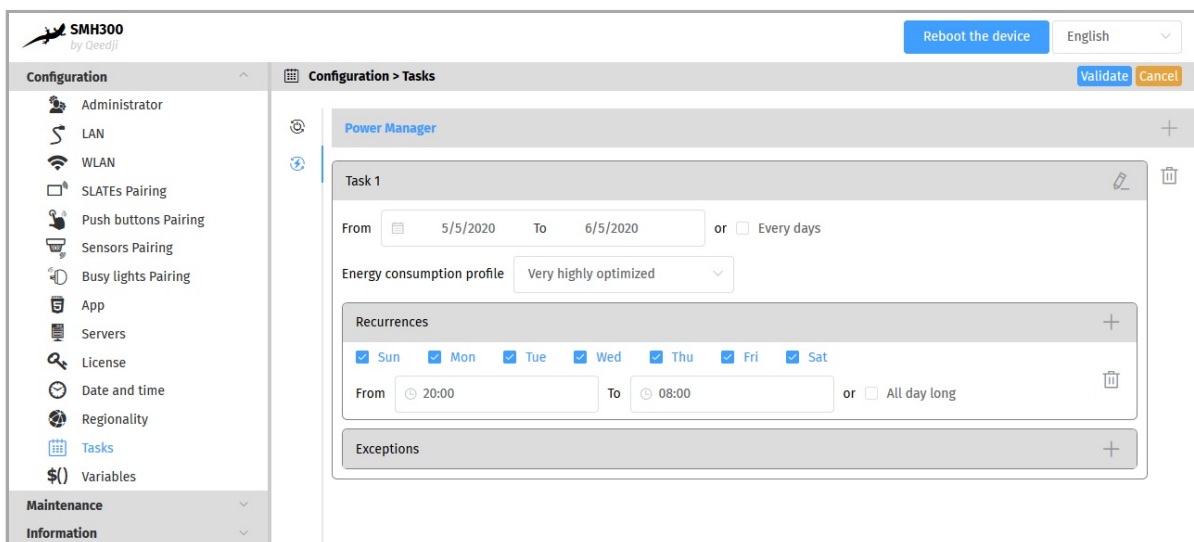 SMH300
by Qeedji
Reboot the device
English
Configuration
Configuration > Tasks
Validate
Cancel
Administrator
LAN
WLAN
SLATEs Pairing
Push buttons Pairing
Sensors Pairing
Busy lights Pairing
App
Servers
License
Date and time
Regionality
Tasks
$() Variables
Maintenance
Information
Power Manager
Task 1
From 5/5/2020 To 6/5/2020 or Every days
Energy consumption profile Very highly optimized
Recurrences
Sun Mon Tue Wed Thu Fri Sat
From 20:00 To 08:00 or All day long
Exceptions